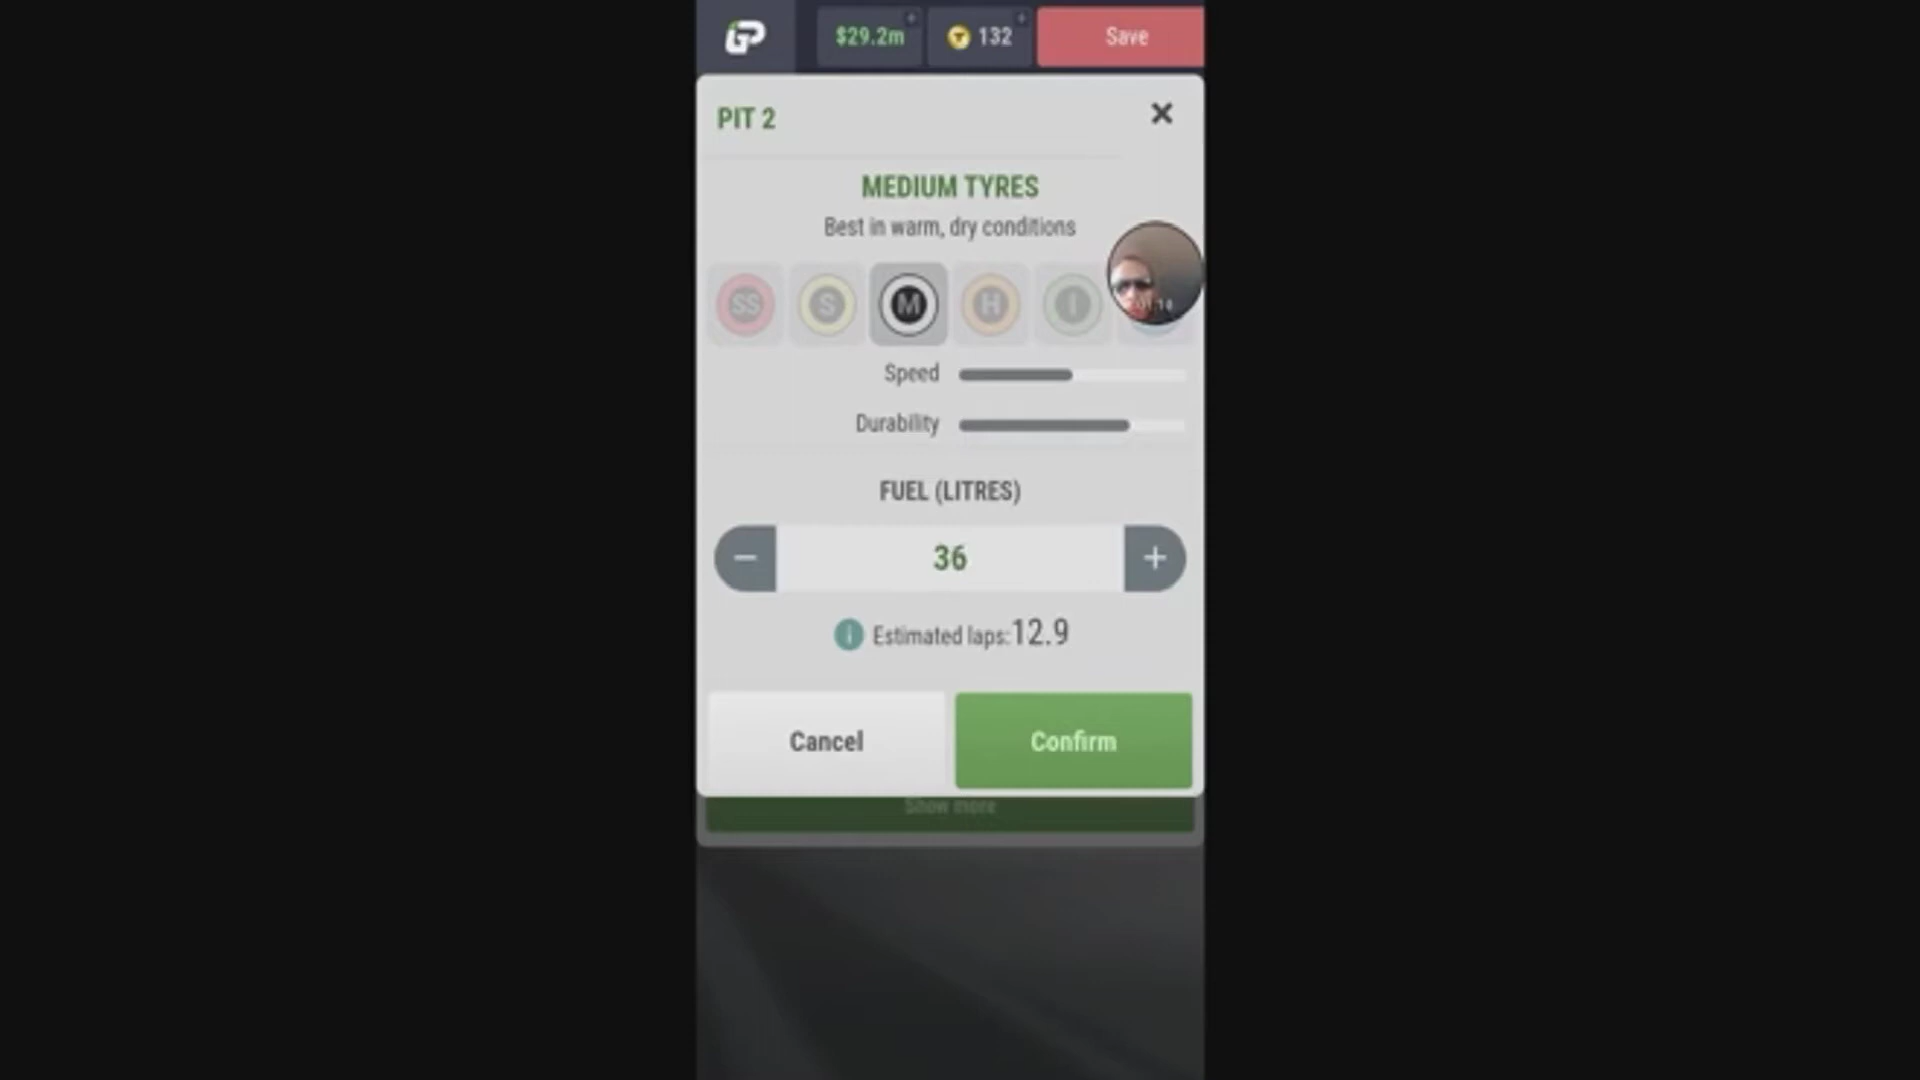 GP $29.2m + 132 + Save
PIT 2
MEDIUM TYRES
Best in warm, dry conditions
SS S M H I
Speed
Durability
FUEL (LITRES)
− 36 +
i Estimated laps:12.9
Cancel Confirm
Show more